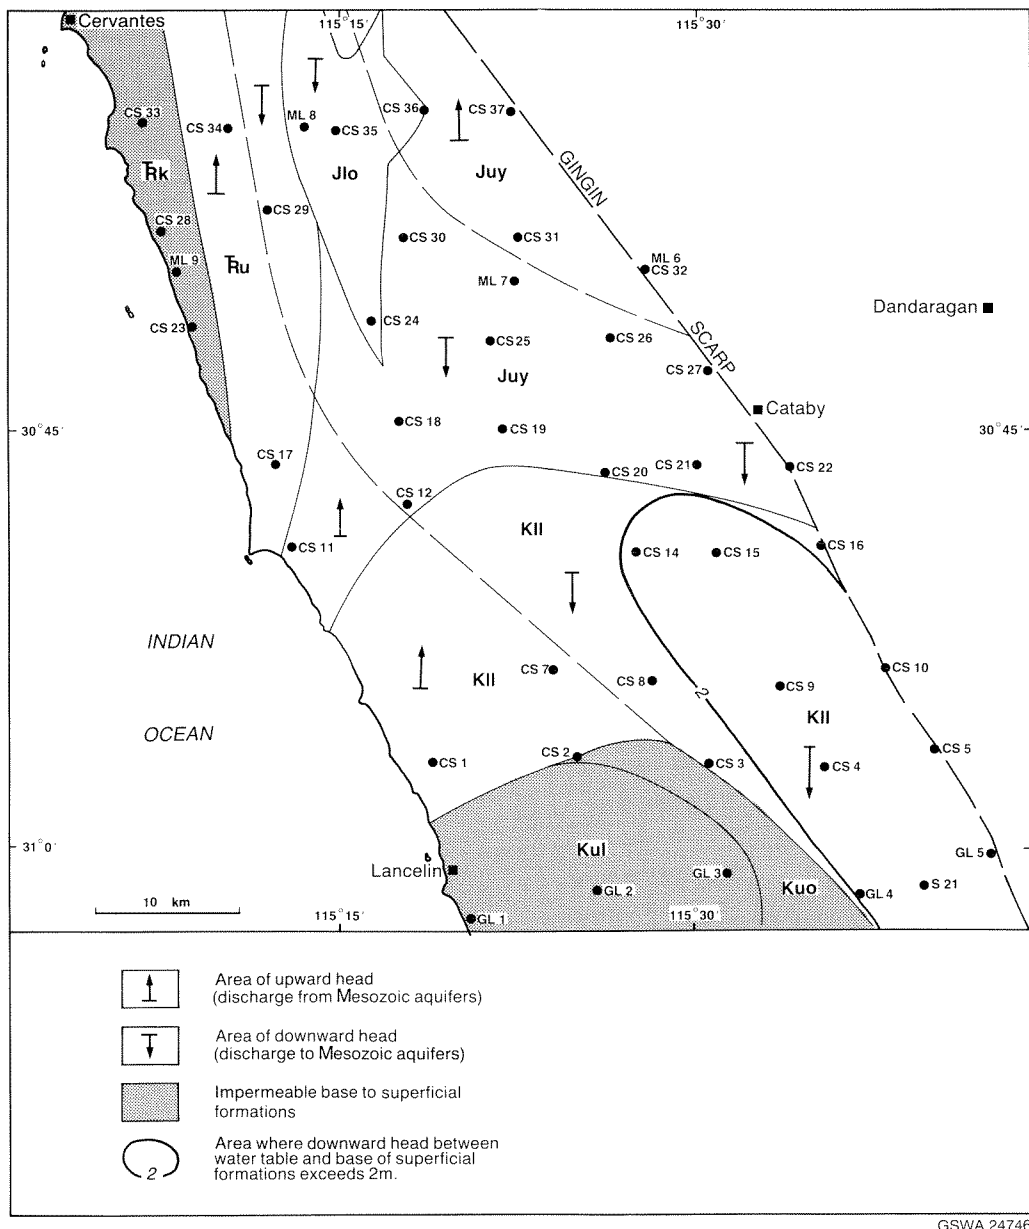 Cervantes
115°15'
115°30'
CS 33
CS 34
ML 8
CS 35
CS 36
CS 37
GINGIN
SCARP
Rk
Jlo
Juy
CS 28
CS 29
CS 30
CS 31
ML 6
CS 32
ML 9
Ru
ML 7
Dandaragan
CS 23
CS 24
CS 25
CS 26
CS 27
Juy
Cataby
30°45'
30°45'
CS 18
CS 19
CS 17
CS 20
CS 21
CS 22
CS 12
Kll
CS 11
CS 14
CS 15
CS 16
INDIAN
OCEAN
Kll
CS 7
CS 8
2
CS 9
CS 10
Kll
CS 1
CS 2
CS 3
CS 4
CS 5
31°0'
Kul
GL 5
Lancelin
GL 2
GL 3
Kuo
GL 4
S 21
GL 1
10 km
115°15'
115°30'
Area of upward head
(discharge from Mesozoic aquifers)
Area of downward head
(discharge to Mesozoic aquifers)
Impermeable base to superficial
formations
2
Area where downward head between
water table and base of superficial
formations exceeds 2m.
GSWA 24746